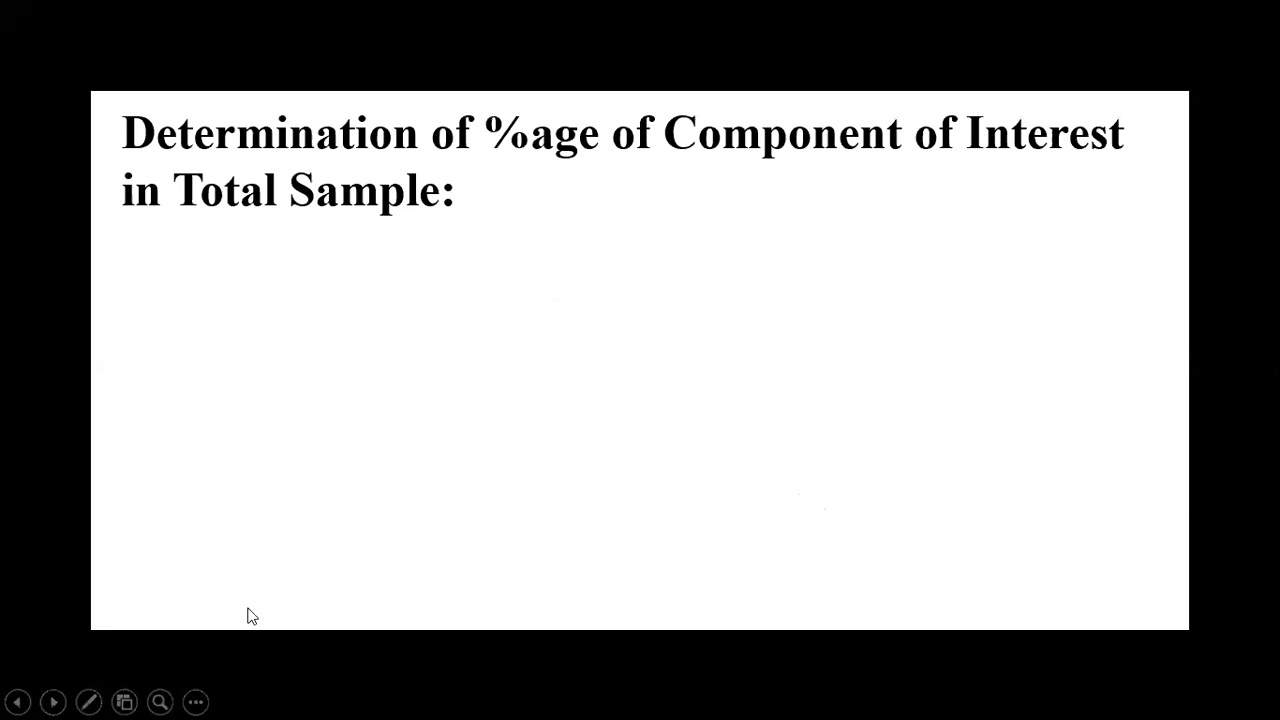 Determination of %age of Component of Interest
in Total Sample: